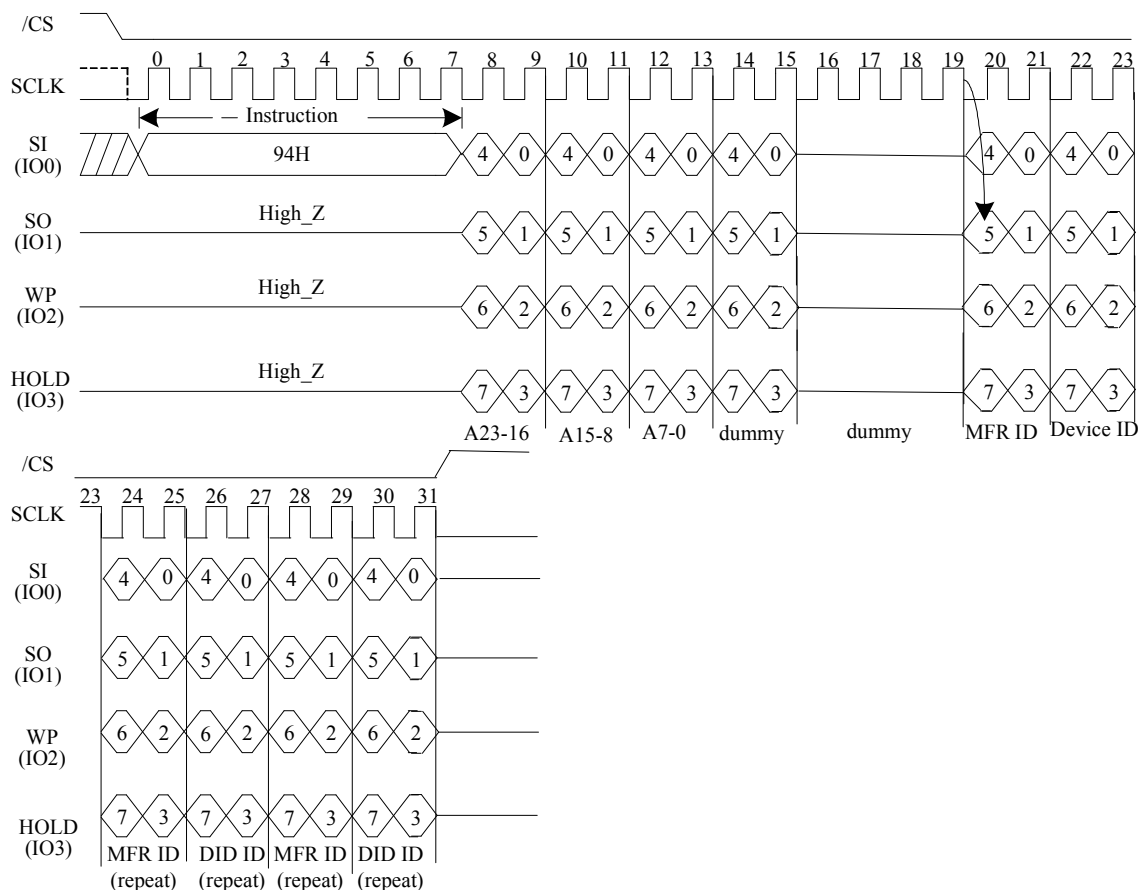 /CS
0 1 2 3 4 5 6 7 8 9 10 11 12 13 14 15 16 17 18 19 20 21 22 23
SCLK
Instruction
SI
(IO0)
94H
4 0 4 0 4 0 4 0 4 0 4 0
SO
(IO1)
High_Z
5 1 5 1 5 1 5 1 5 1 5 1
WP
(IO2)
High_Z
6 2 6 2 6 2 6 2 6 2 6 2
HOLD
(IO3)
High_Z
7 3 7 3 7 3 7 3 7 3 7 3
A23-16 A15-8 A7-0 dummy dummy MFR ID Device ID
/CS
23 24 25 26 27 28 29 30 31
SCLK
SI
(IO0)
4 0 4 0 4 0 4 0
SO
(IO1)
5 1 5 1 5 1 5 1
WP
(IO2)
6 2 6 2 6 2 6 2
HOLD
(IO3)
7 3 7 3 7 3 7 3
MFR ID DID ID MFR ID DID ID
(repeat) (repeat) (repeat) (repeat)